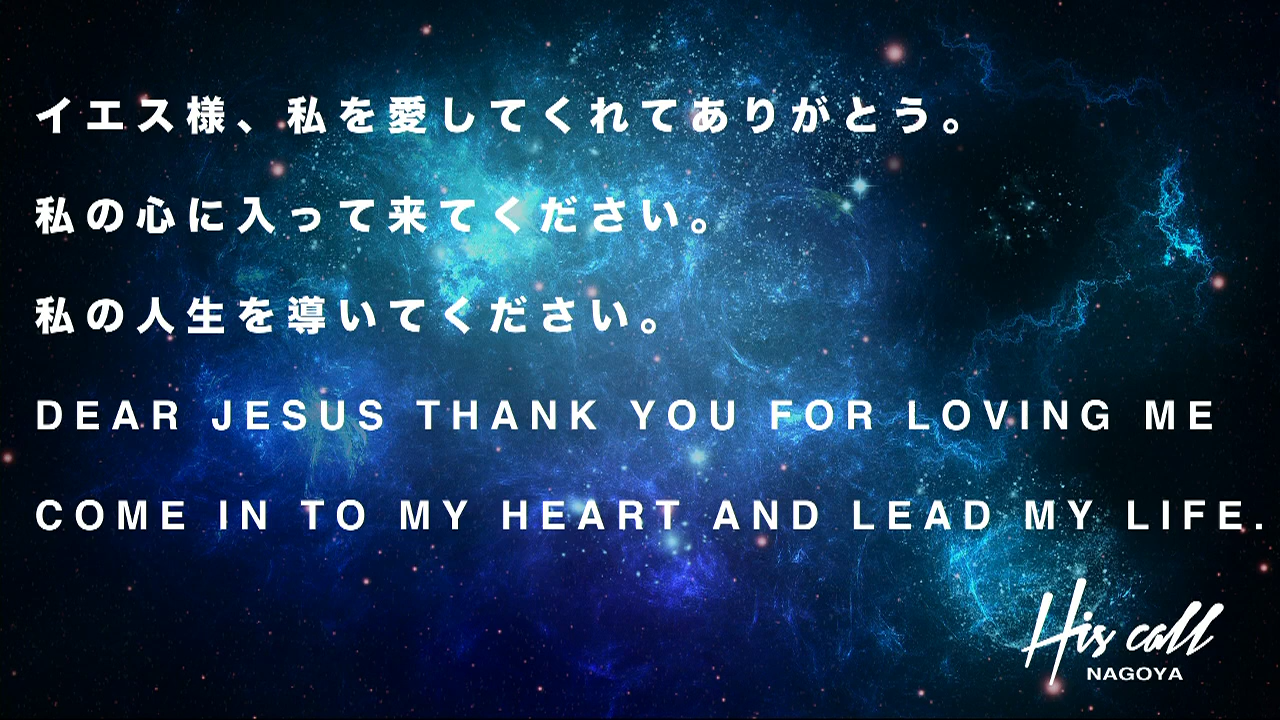 イエス様、私を愛してくれてありがとう。
私の心に入って来てください。
私の人生を導いてください。
DEAR JESUS THANK YOU FOR LOVING ME
COME IN TO MY HEART AND LEAD MY LIFE.
His call
NAGOYA